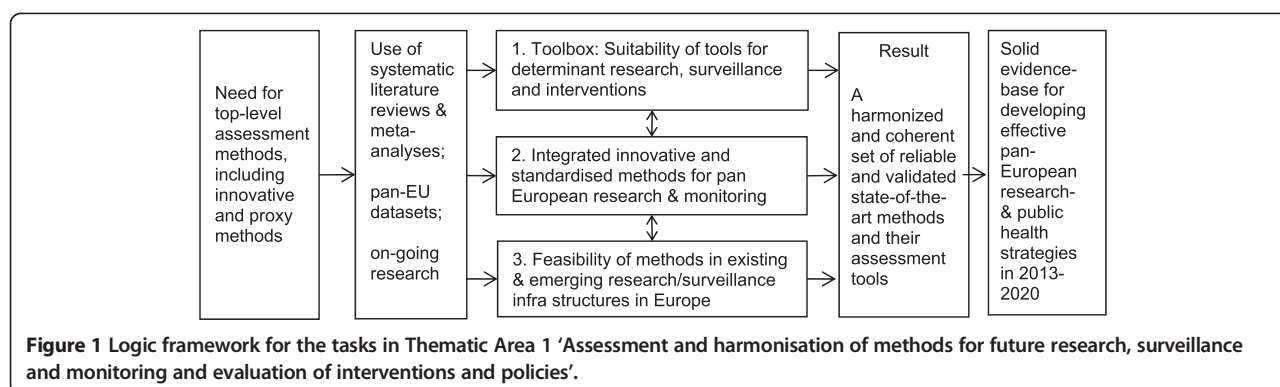 Need for
top-level
assessment
methods,
including
innovative
and proxy
methods
Use of
systematic
literature
reviews &
meta-
analyses;
pan-EU
datasets;
on-going
research
1. Toolbox: Suitability of tools for
determinant research, surveillance
and interventions
2. Integrated innovative and
standardised methods for pan
European research & monitoring
3. Feasibility of methods in existing
& emerging research/surveillance
infra structures in Europe
Result
A
harmonized
and coherent
set of reliable
and validated
state-of-the-
art methods
and their
assessment
tools
Solid
evidence-
base for
developing
effective
pan-
European
research-
& public
health
strategies
in 2013-
2020
Figure 1 Logic framework for the tasks in Thematic Area 1 ‘Assessment and harmonisation of methods for future research, surveillance
and monitoring and evaluation of interventions and policies’.